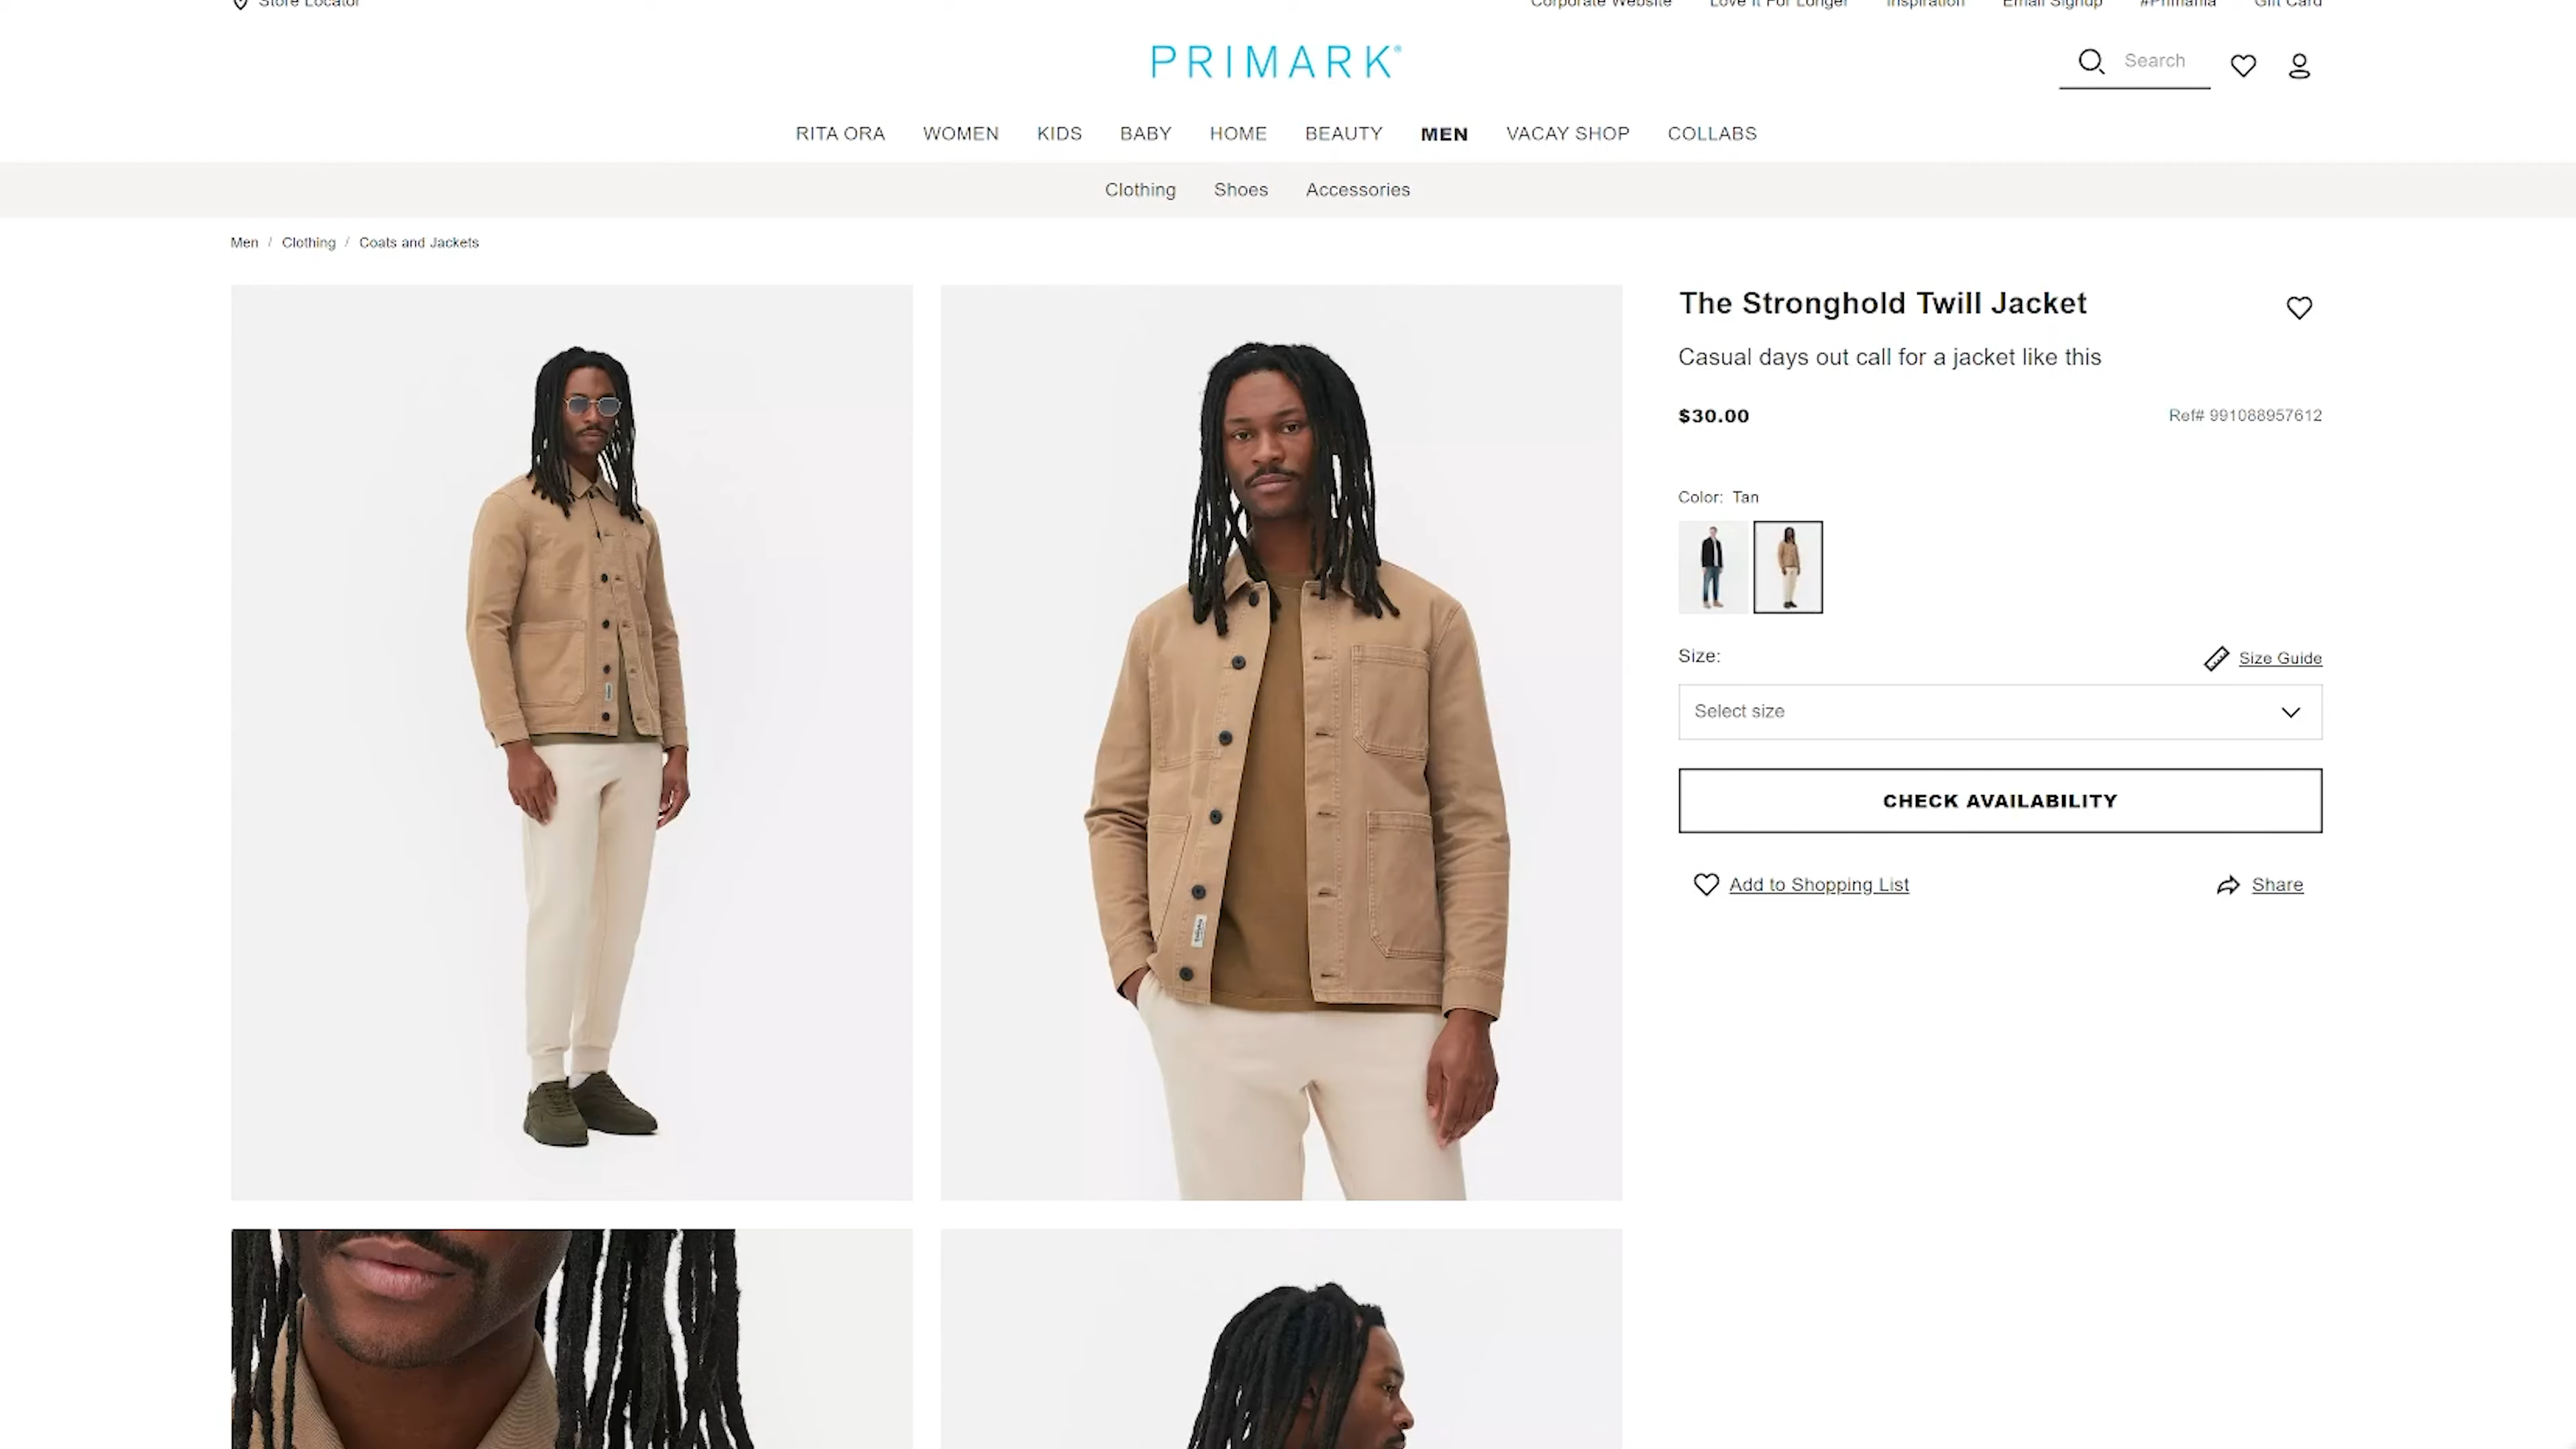 Store Locator
Corporate Website Love It For Longer Inspiration Email Signup #Primania Gift Card
PRIMARK®
Search
RITA ORA WOMEN KIDS BABY HOME BEAUTY MEN VACAY SHOP COLLABS
Clothing Shoes Accessories
Men / Clothing / Coats and Jackets
The Stronghold Twill Jacket
Casual days out call for a jacket like this
$30.00
Ref# 991088957612
Color: Tan
Size:
Size Guide
Select size
CHECK AVAILABILITY
Add to Shopping List
Share